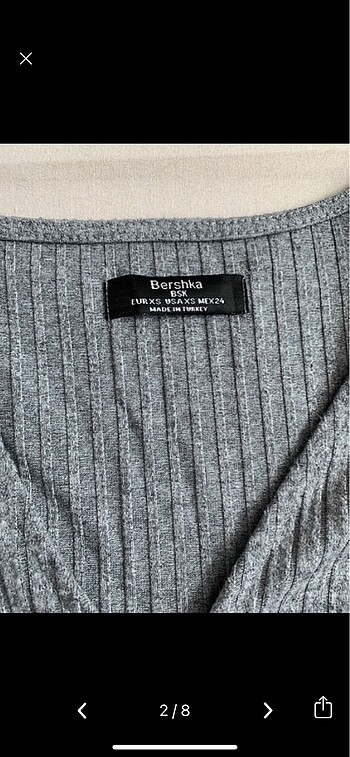 Bershka
BSK
EUR XS USA XS MEX 24
MADE IN TURKEY
2/8